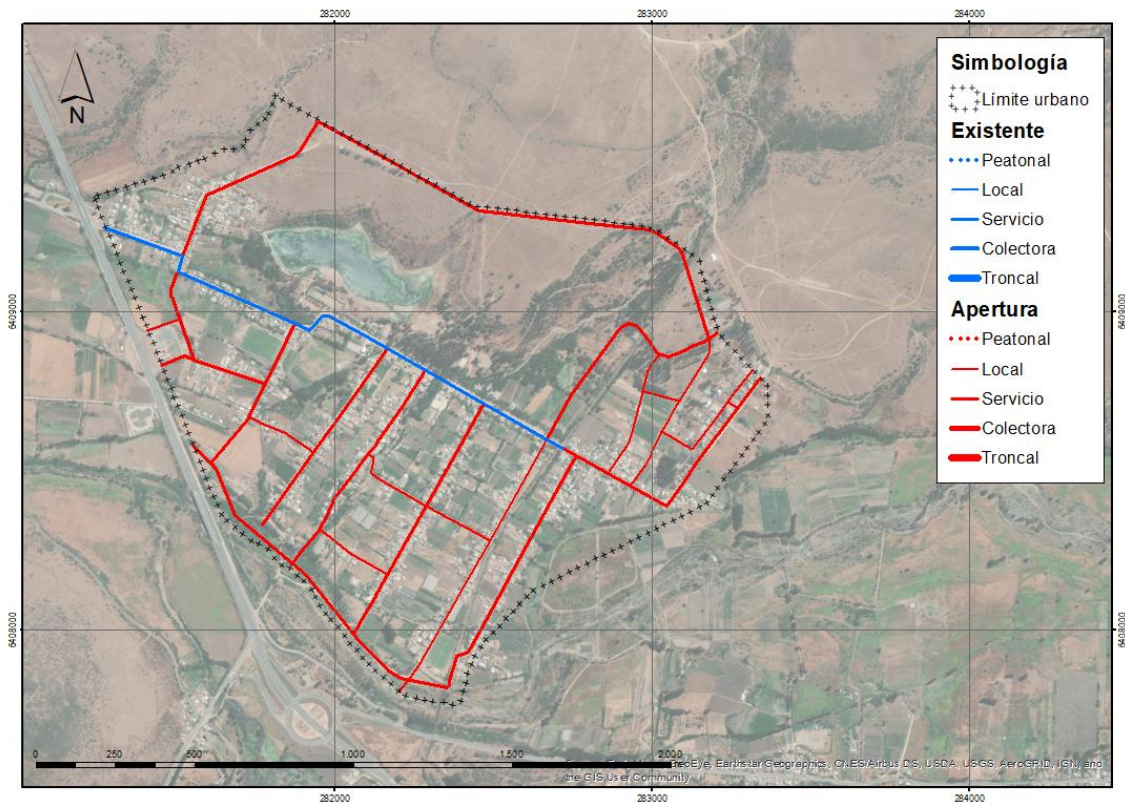 282000
283000
284000
N
Simbología
Límite urbano
Existente
Peatonal
Local
Servicio
Colectora
Troncal
Apertura
Peatonal
Local
Servicio
Colectora
Troncal
6409000
6409000
6408000
6408000
0
250
500
1.000
1.500
2.000
Earthstar Geographics, CNES/Airbus DS, USDA, USGS, AeroGRID, IGN, and
the GIS User Community
282000
283000
284000